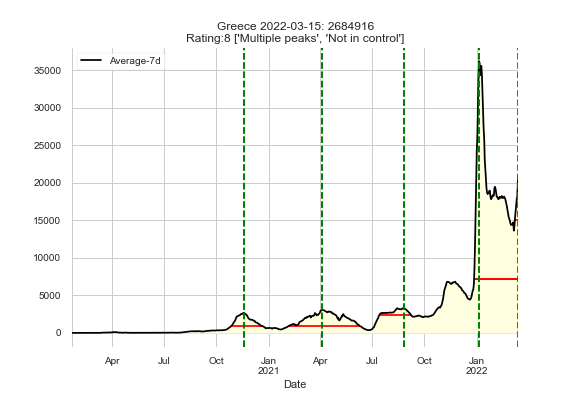 Greece 2022-03-15: 2684916
Rating:8 ['Multiple peaks', 'Not in control']
Average-7d
35000
30000
25000
20000
15000
10000
5000
0
Apr Jul Oct Jan Apr Jul Oct Jan
2021 2022
Date